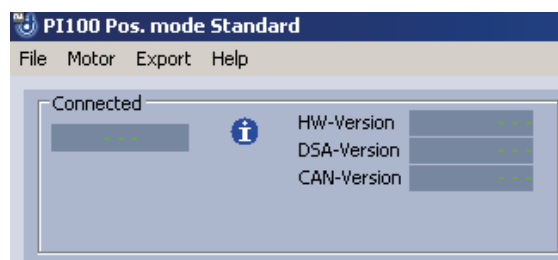 PI100 Pos. mode Standard
File Motor Export Help
Connected
- - -
HW-Version - - -
DSA-Version - - -
CAN-Version - - -